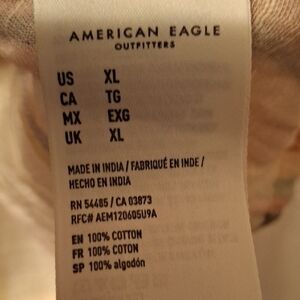 AMERICAN EAGLE
OUTFITTERS
US XL
CA TG
MX EXG
UK XL
MADE IN INDIA / FABRIQUÉ EN INDE /
HECHO EN INDIA
RN 54485 / CA 03873
RFC# AEM120605U9A
EN 100% COTTON
FR 100% COTON
SP 100% algodón